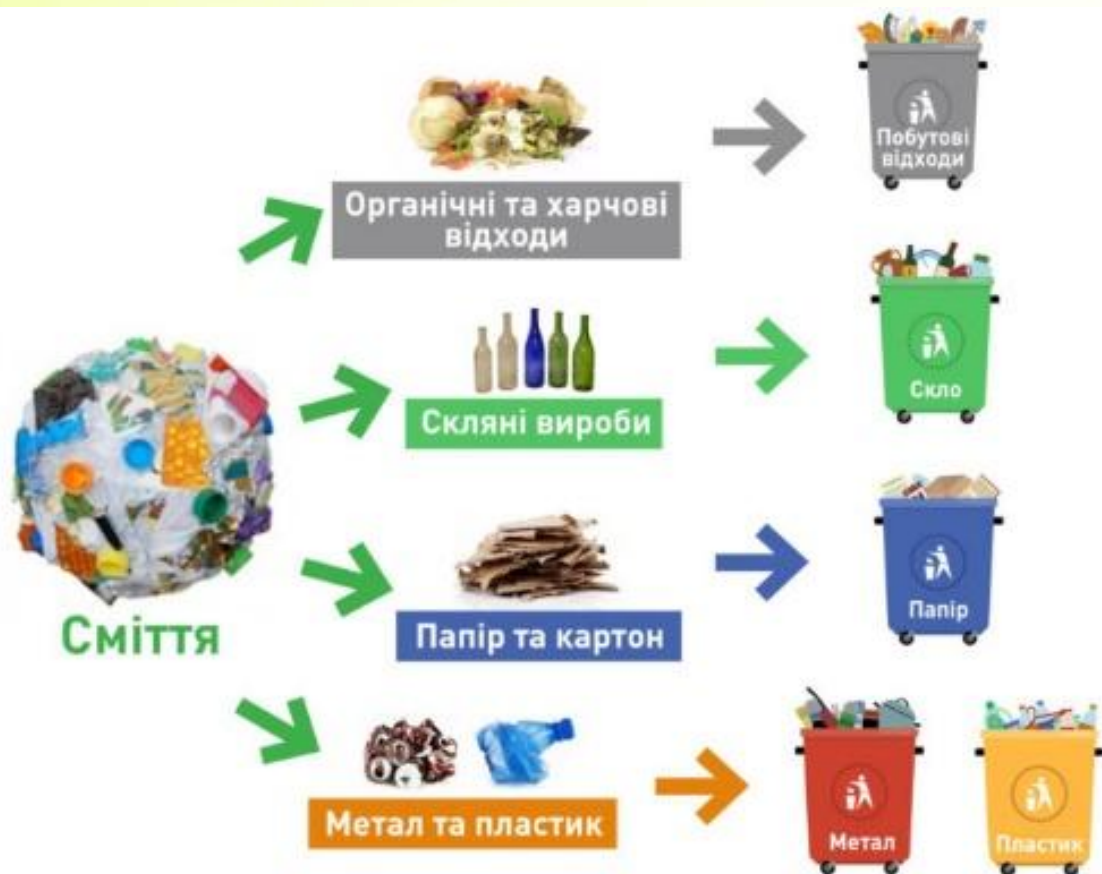 Побутові
відходи
Органічні та харчові
відходи
Скло
Скляні вироби
Папір
Папір та картон
Сміття
Метал та пластик
Метал
Пластик